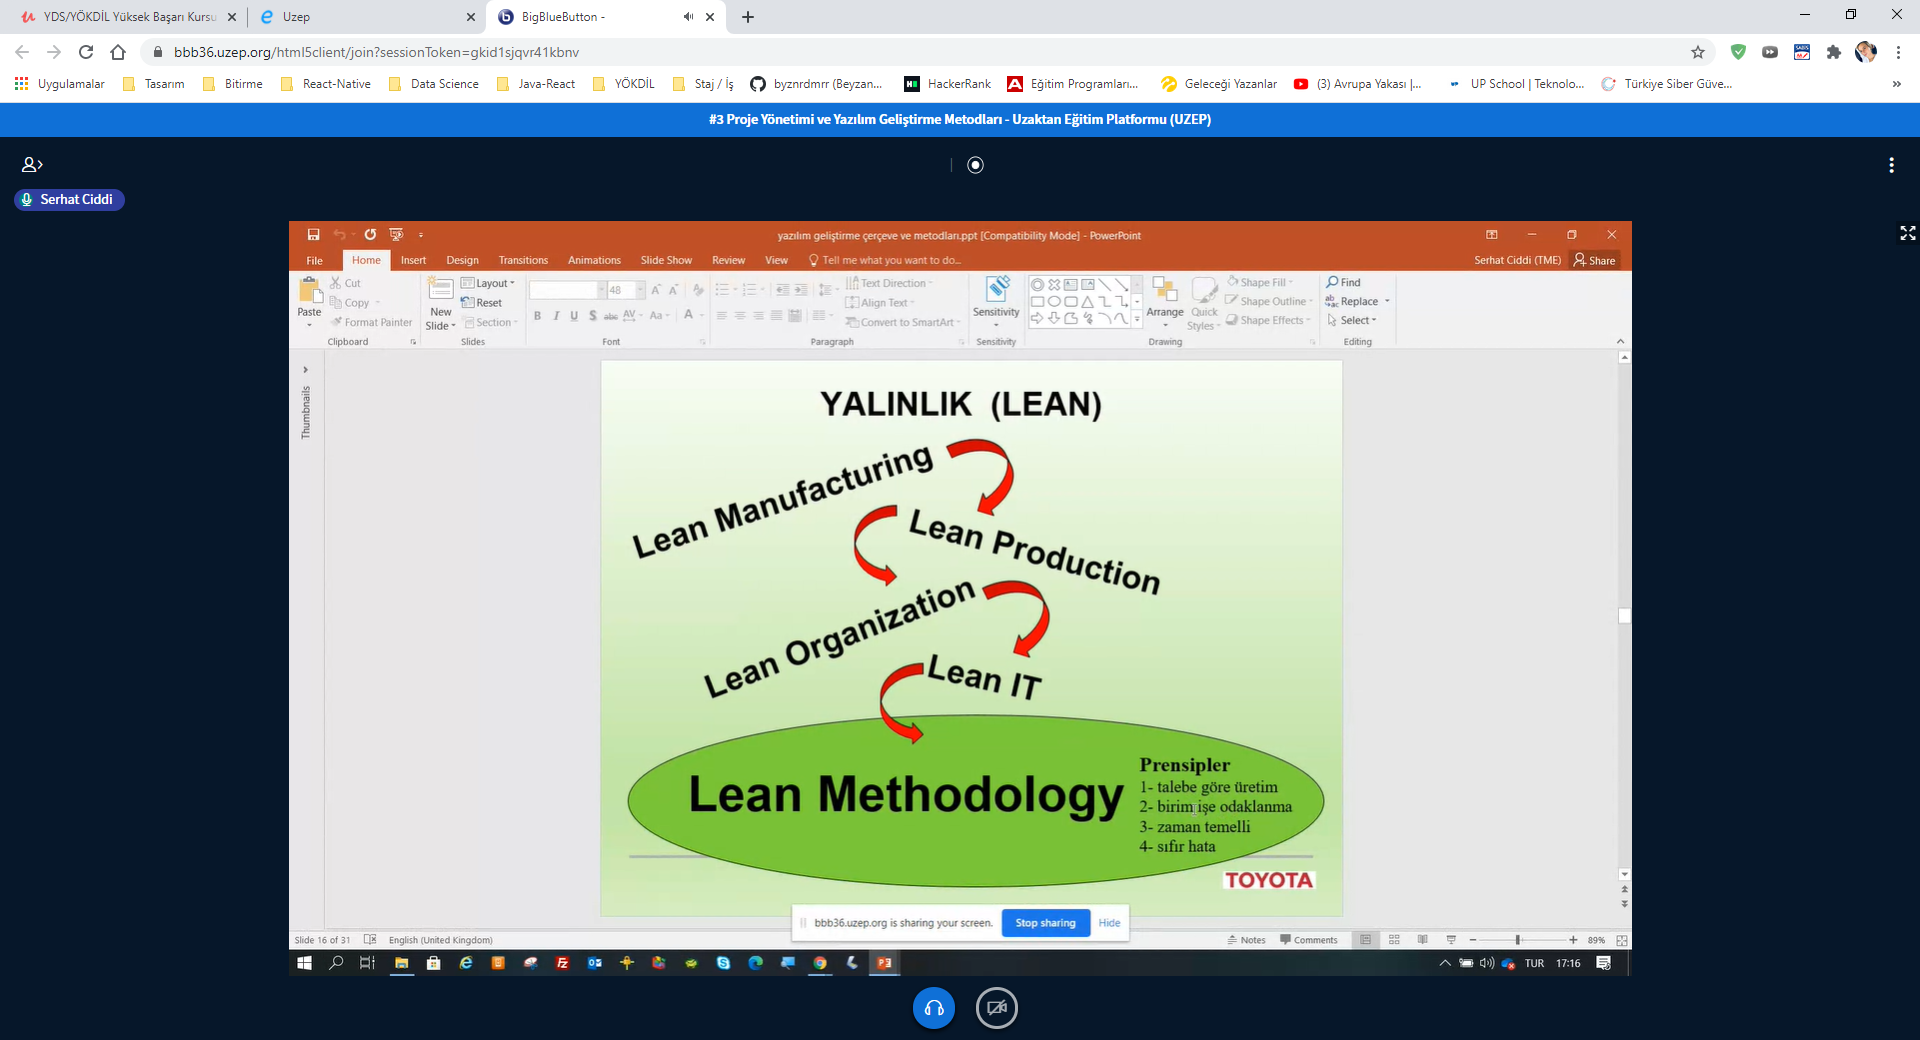 YDS/YÖKDİL Yüksek Başarı Kursu
Uzep
BigBlueButton -
bbb36.uzep.org/html5client/join?sessionToken=gkid1sjqvr41kbnv
Uygulamalar
Tasarım
Bitirme
React-Native
Data Science
Java-React
YÖKDİL
Staj / İş
byznrdmrr (Beyzan...
HackerRank
Eğitim Programları...
Geleceği Yazanlar
(3) Avrupa Yakası |...
UP School | Teknolo...
Türkiye Siber Güve...
#3 Proje Yönetimi ve Yazılım Geliştirme Metodları - Uzaktan Eğitim Platformu (UZEP)
Serhat Ciddi
yazılım geliştirme çerçeve ve metodları.ppt [Compatibility Mode] - PowerPoint
File Home Insert Design Transitions Animations Slide Show Review View Tell me what you want to do...
Serhat Ciddi (TME) Share
Paste
Cut
Copy
Format Painter
Clipboard
New
Slide
Layout
Reset
Section
Slides
48
Font
Text Direction
Align Text
Convert to SmartArt
Paragraph
Sensitivity
Sensitivity
Arrange
Quick
Styles
Shape Fill
Shape Outline
Shape Effects
Drawing
Find
Replace
Select
Editing
Thumbnails
YALINLIK (LEAN)
Lean Manufacturing
Lean Production
Lean Organization
Lean IT
Lean Methodology
Prensipler
1- talebe göre üretim
2- birim işe odaklanma
3- zaman temelli
4- sıfır hata
TOYOTA
bbb36.uzep.org is sharing your screen. Stop sharing Hide
Slide 16 of 31 English (United Kingdom) Notes Comments 89%
TUR 17:16